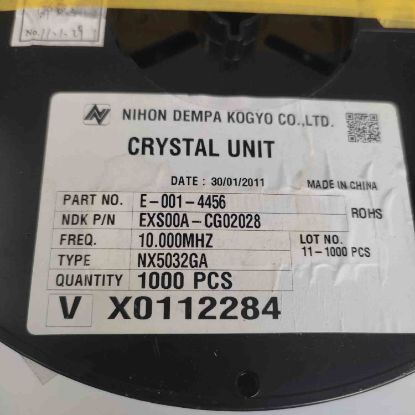 No. 11-1-29
NIHON DEMPA KOGYO CO.,LTD.
CRYSTAL UNIT
DATE : 30/01/2011
MADE IN CHINA
PART NO. E-001-4456
NDK P/N EXS00A-CG02028
ROHS
FREQ. 10.000MHZ
LOT NO.
TYPE NX5032GA
11-1000 PCS
QUANTITY 1000 PCS
V X0112284